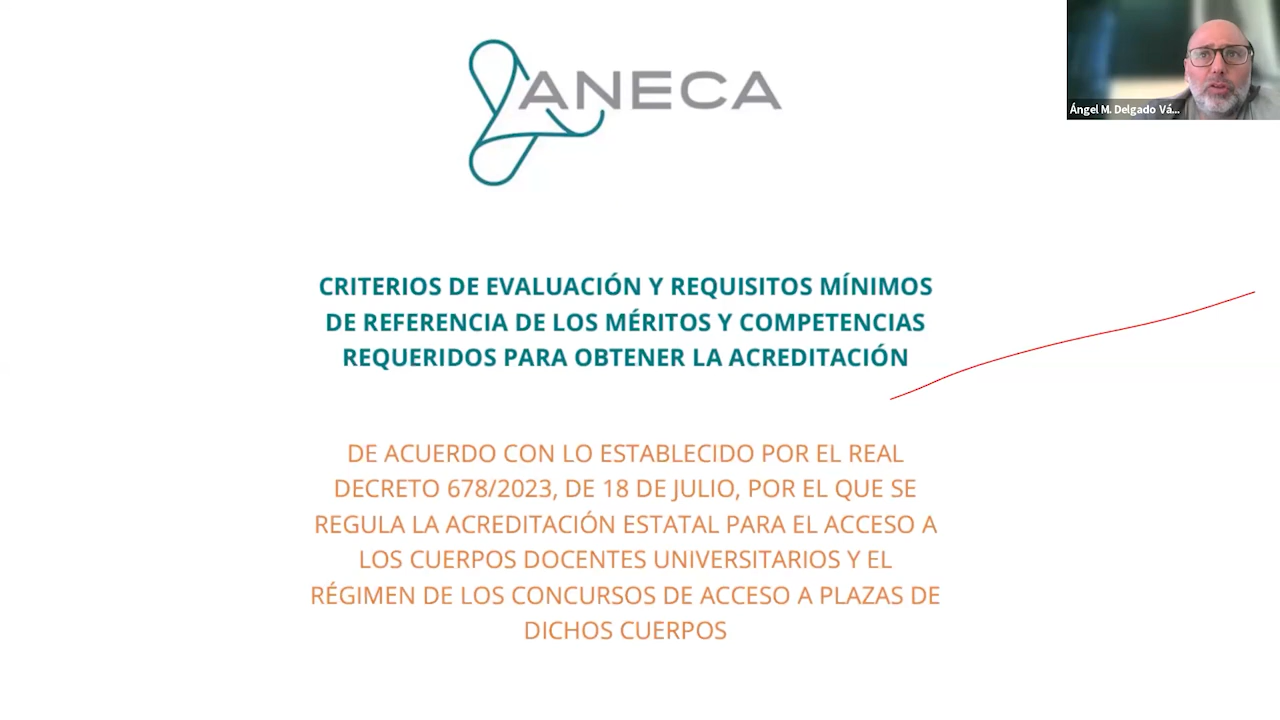 ANECA
Ángel M. Delgado Vá...
CRITERIOS DE EVALUACIÓN Y REQUISITOS MÍNIMOS
DE REFERENCIA DE LOS MÉRITOS Y COMPETENCIAS
REQUERIDOS PARA OBTENER LA ACREDITACIÓN
DE ACUERDO CON LO ESTABLECIDO POR EL REAL
DECRETO 678/2023, DE 18 DE JULIO, POR EL QUE SE
REGULA LA ACREDITACIÓN ESTATAL PARA EL ACCESO A
LOS CUERPOS DOCENTES UNIVERSITARIOS Y EL
RÉGIMEN DE LOS CONCURSOS DE ACCESO A PLAZAS DE
DICHOS CUERPOS